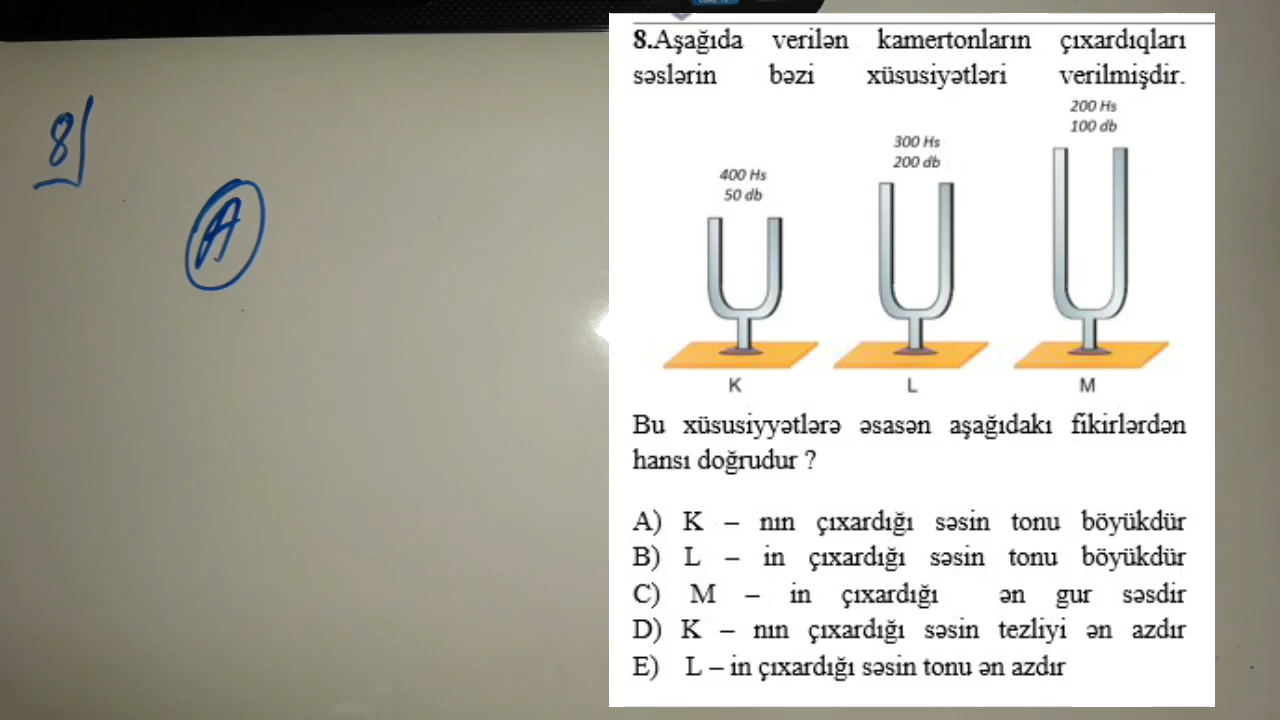 8
A
8.Aşağıda verilən kamertonların çıxardıqları
səslərin bəzi xüsusiyətləri verilmişdir.
400 Hs
50 db
300 Hs
200 db
200 Hs
100 db
K
L
M
Bu xüsusiyyətlərə əsasən aşağıdakı fikirlərdən
hansı doğrudur ?
A) K – nın çıxardığı səsin tonu böyükdür
B) L – in çıxardığı səsin tonu böyükdür
C) M – in çıxardığı ən gur səsdir
D) K – nın çıxardığı səsin tezliyi ən azdır
E) L – in çıxardığı səsin tonu ən azdır